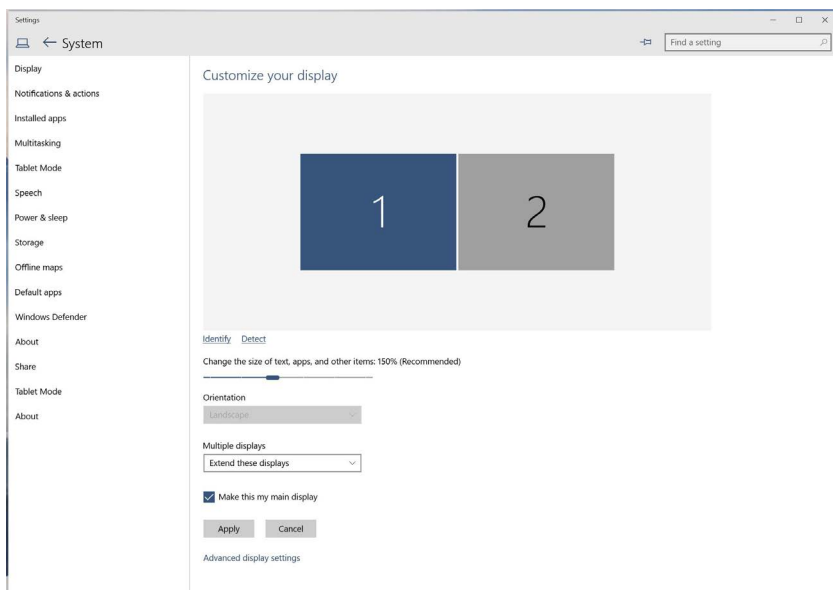 Settings
System
Find a setting
Display
Notifications & actions
Installed apps
Multitasking
Tablet Mode
Speech
Power & sleep
Storage
Offline maps
Default apps
Windows Defender
About
Share
Tablet Mode
About
Customize your display
1 2
Identify Detect
Change the size of text, apps, and other items: 150% (Recommended)
Orientation
Landscape
Multiple displays
Extend these displays
Make this my main display
Apply Cancel
Advanced display settings